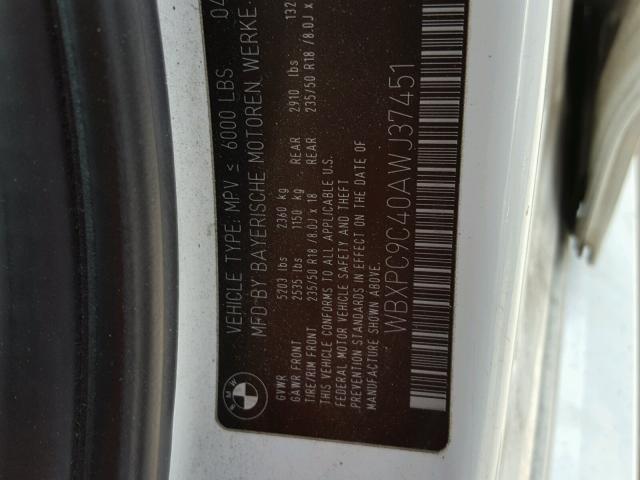 BMW
VEHICLE TYPE: MPV ≤ 6000 LBS 04
MFD BY BAYERISCHE MOTOREN WERKE
GVWR 5203 lbs 2360 kg
GAWR FRONT 2535 lbs 1150 kg REAR 2910 lbs 132
TIRE/RIM FRONT 235/50 R18 /8.0J x 18 REAR 235/50 R18 /8.0J x
THIS VEHICLE CONFORMS TO ALL APPLICABLE U.S.
FEDERAL MOTOR VEHICLE SAFETY AND THEFT
PREVENTION STANDARDS IN EFFECT ON THE DATE OF
MANUFACTURE SHOWN ABOVE.
WBXPC9C40AWJ37451